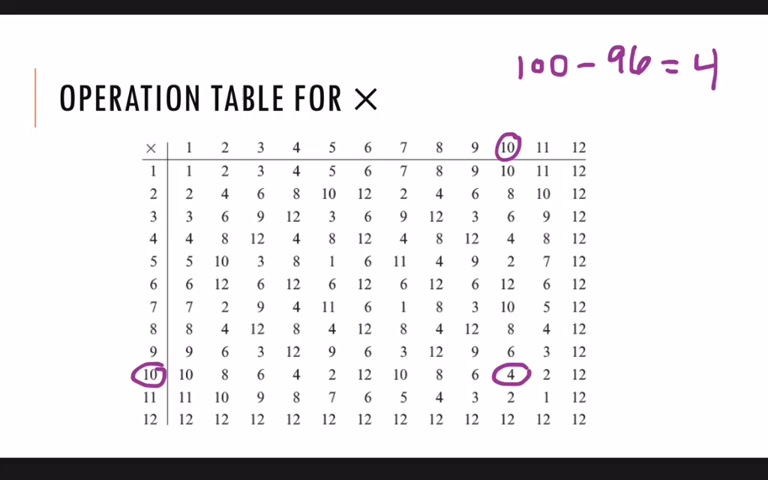 100 - 96 = 4
OPERATION TABLE FOR ×
× 1 2 3 4 5 6 7 8 9 10 11 12
1 1 2 3 4 5 6 7 8 9 10 11 12
2 2 4 6 8 10 12 2 4 6 8 10 12
3 3 6 9 12 3 6 9 12 3 6 9 12
4 4 8 12 4 8 12 4 8 12 4 8 12
5 5 10 3 8 1 6 11 4 9 2 7 12
6 6 12 6 12 6 12 6 12 6 12 6 12
7 7 2 9 4 11 6 1 8 3 10 5 12
8 8 4 12 8 4 12 8 4 12 8 4 12
9 9 6 3 12 9 6 3 12 9 6 3 12
10 10 8 6 4 2 12 10 8 6 4 2 12
11 11 10 9 8 7 6 5 4 3 2 1 12
12 12 12 12 12 12 12 12 12 12 12 12 12